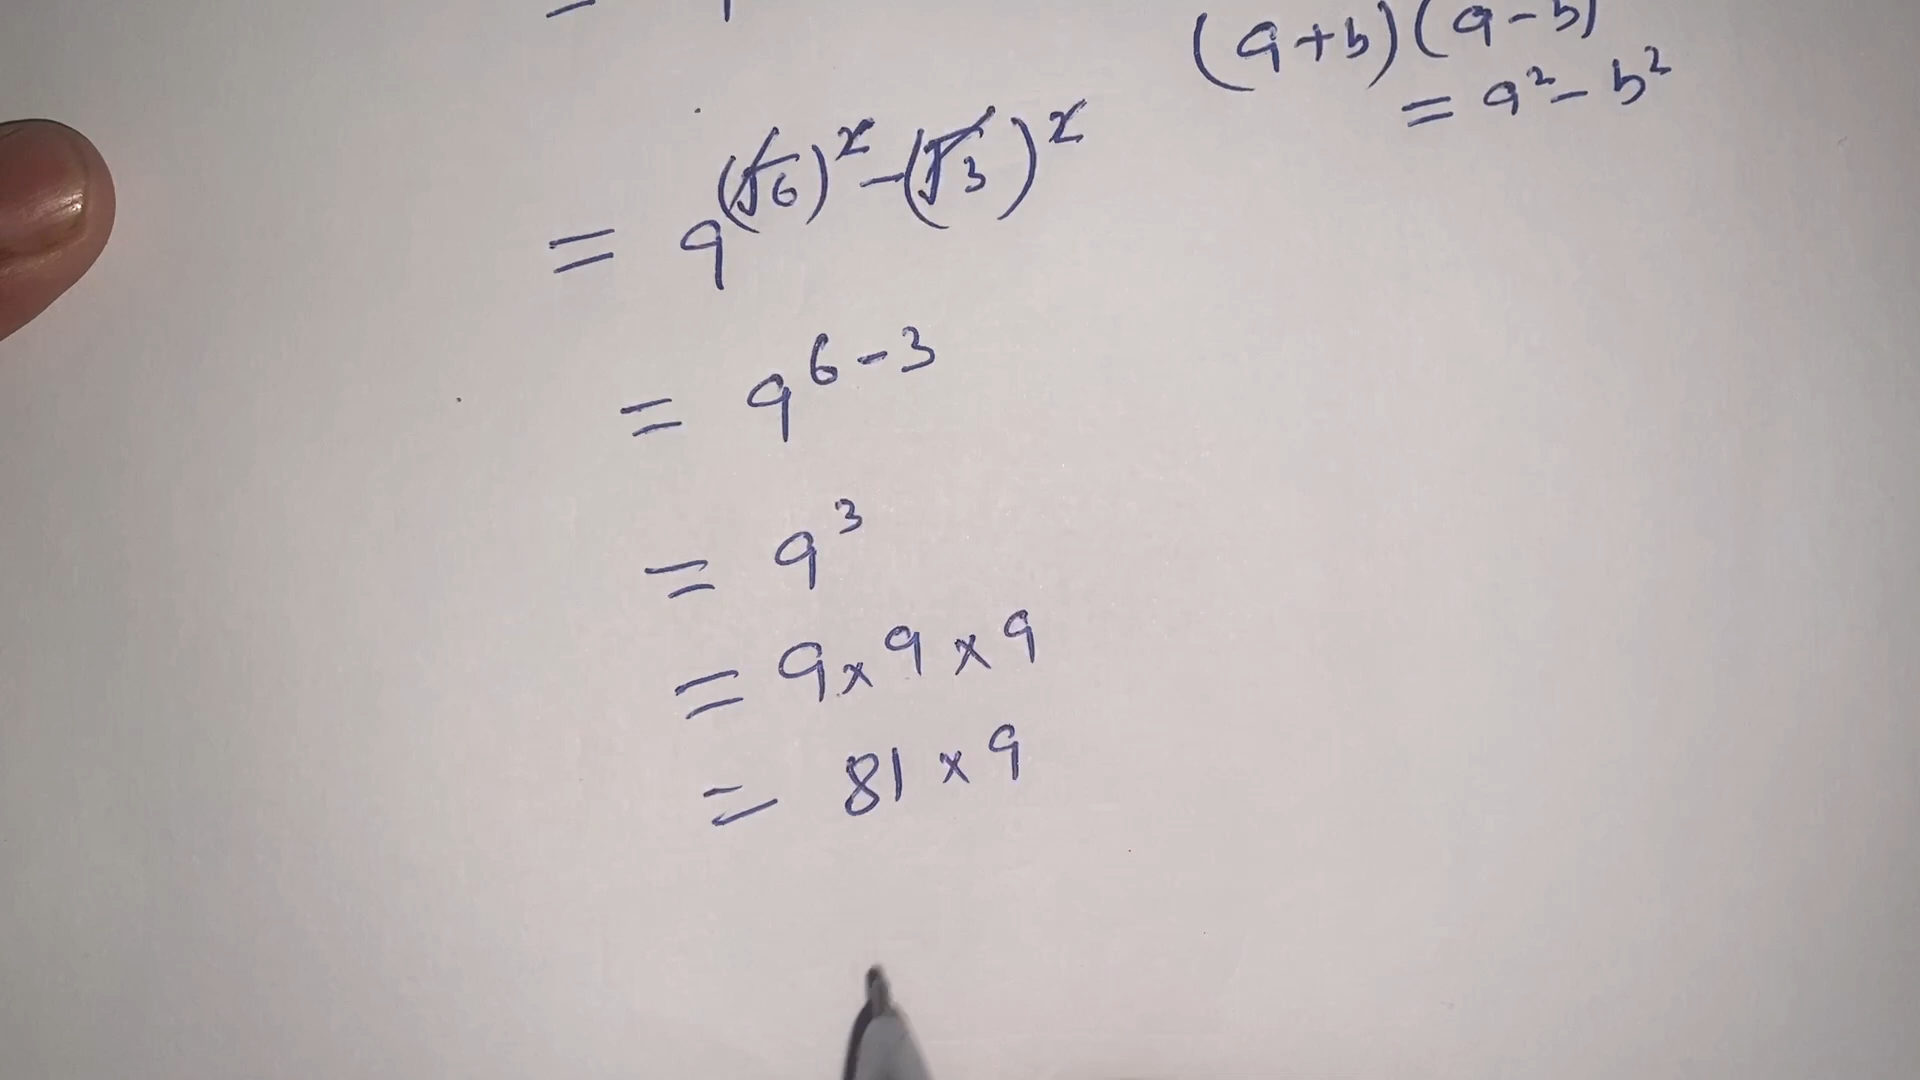 (a+b)(a-b)
= a² - b²
= 9^(√6)² - (√3)²
= 9^6-3
= 9³
= 9 × 9 × 9
= 81 × 9